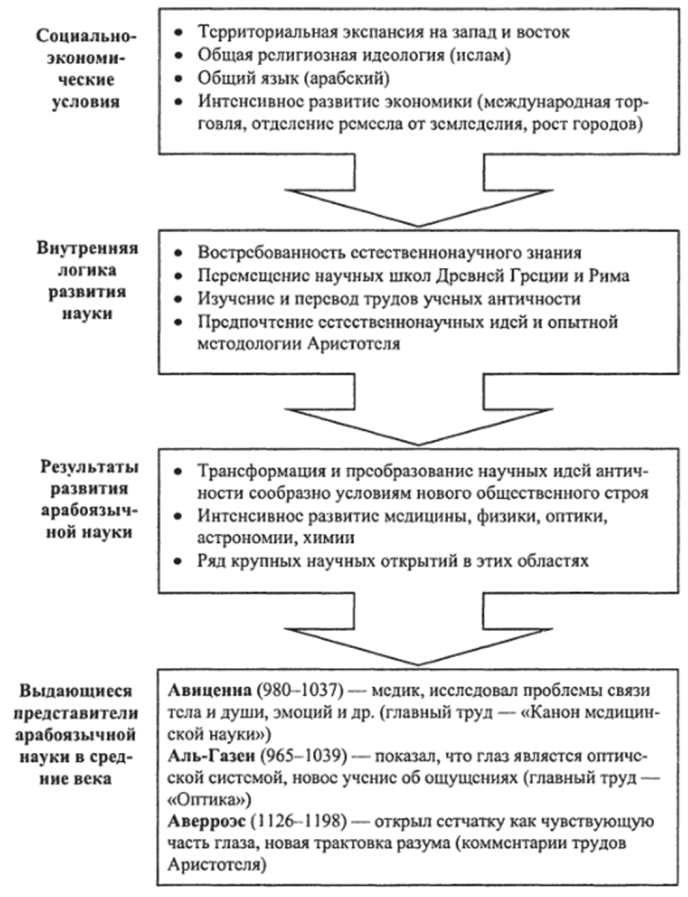 Социально-
экономи-
ческие
условия
• Территориальная экспансия на запад и восток
• Общая религиозная идеология (ислам)
• Общий язык (арабский)
• Интенсивное развитие экономики (международная тор-
говля, отделение ремесла от земледелия, рост городов)
Внутренняя
логика
развития
науки
• Востребованность естественнонаучного знания
• Перемещение научных школ Древней Греции и Рима
• Изучение и перевод трудов ученых античности
• Предпочтение естественнонаучных идей и опытной
методологии Аристотеля
Результаты
развития
арабоязыч-
ной науки
• Трансформация и преобразование научных идей антич-
ности сообразно условиям нового общественного строя
• Интенсивное развитие медицины, физики, оптики,
астрономии, химии
• Ряд крупных научных открытий в этих областях
Выдающиеся
представители
арабоязычной
науки в сред-
ние века
Авиценна (980–1037) — медик, исследовал проблемы связи
тела и души, эмоций и др. (главный труд — «Канон медицин-
ской науки»)
Аль-Газен (965–1039) — показал, что глаз является оптиче-
ской системой, новое учение об ощущениях (главный труд —
«Оптика»)
Аверроэс (1126–1198) — открыл сетчатку как чувствующую
часть глаза, новая трактовка разума (комментарии трудов
Аристотеля)